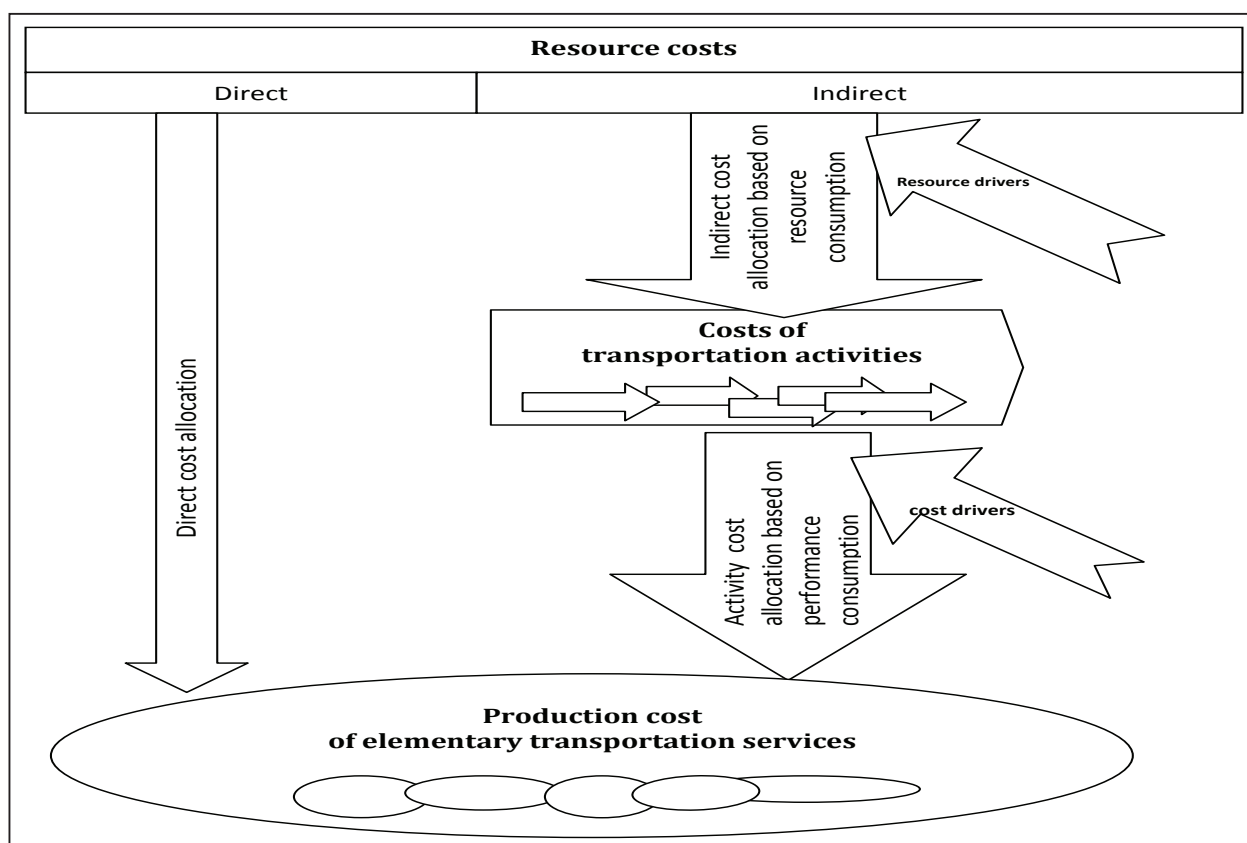 Resource costs
Direct
Indirect
Indirect cost
allocation based on
resource
consumption
Resource drivers
Costs of
transportation activities
Direct cost allocation
Activity cost
allocation based on
performance
consumption
cost drivers
Production cost
of elementary transportation services